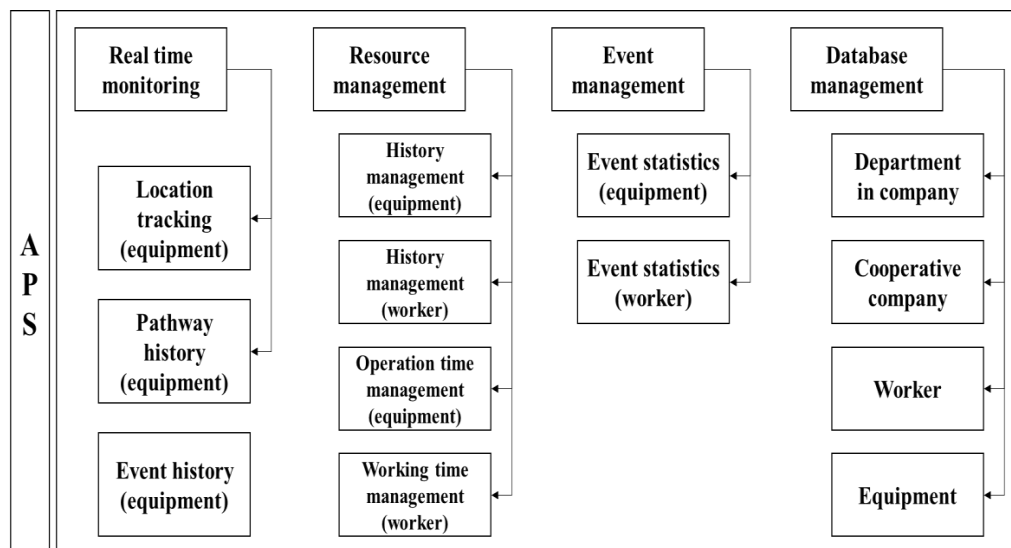 A
P
S
Real time
monitoring
Location
tracking
(equipment)
Pathway
history
(equipment)
Event history
(equipment)
Resource
management
History
management
(equipment)
History
management
(worker)
Operation time
management
(equipment)
Working time
management
(worker)
Event
management
Event statistics
(equipment)
Event statistics
(worker)
Database
management
Department
in company
Cooperative
company
Worker
Equipment